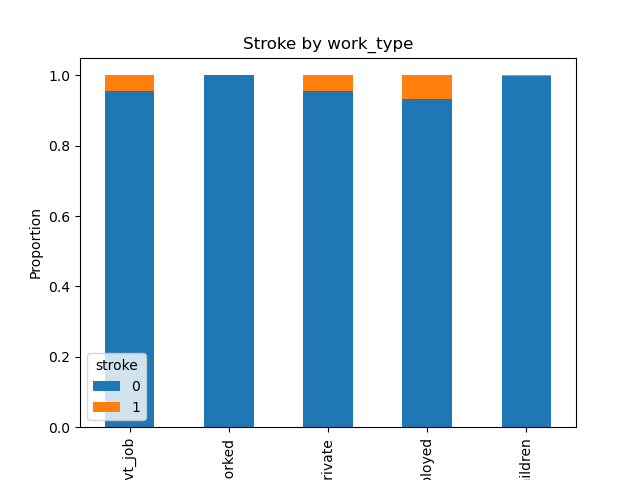 Stroke by work_type
Proportion
1.0
0.8
0.6
0.4
0.2
0.0
stroke
0
1
vt_job
orked
rivate
ployed
ildren